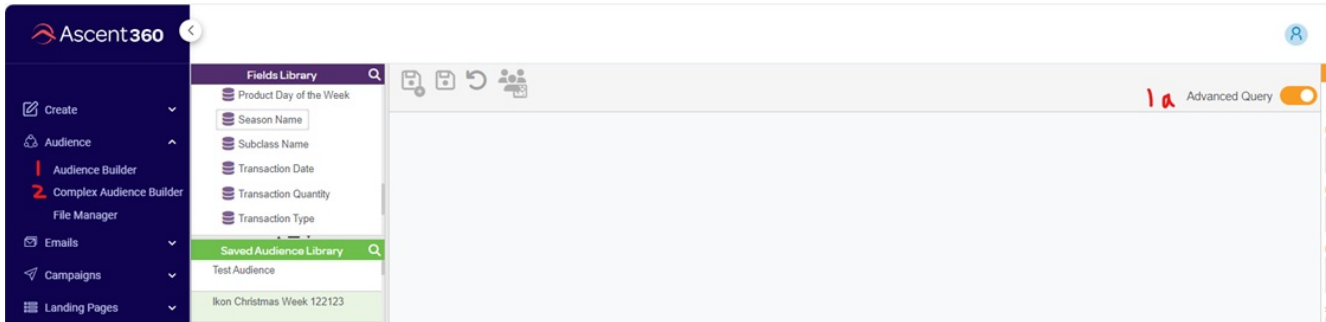 Ascent360
Create
Audience
1 Audience Builder
2 Complex Audience Builder
File Manager
Emails
Campaigns
Landing Pages
Fields Library
Product Day of the Week
Season Name
Subclass Name
Transaction Date
Transaction Quantity
Transaction Type
Saved Audience Library
Test Audience
Ikon Christmas Week 122123
1a Advanced Query